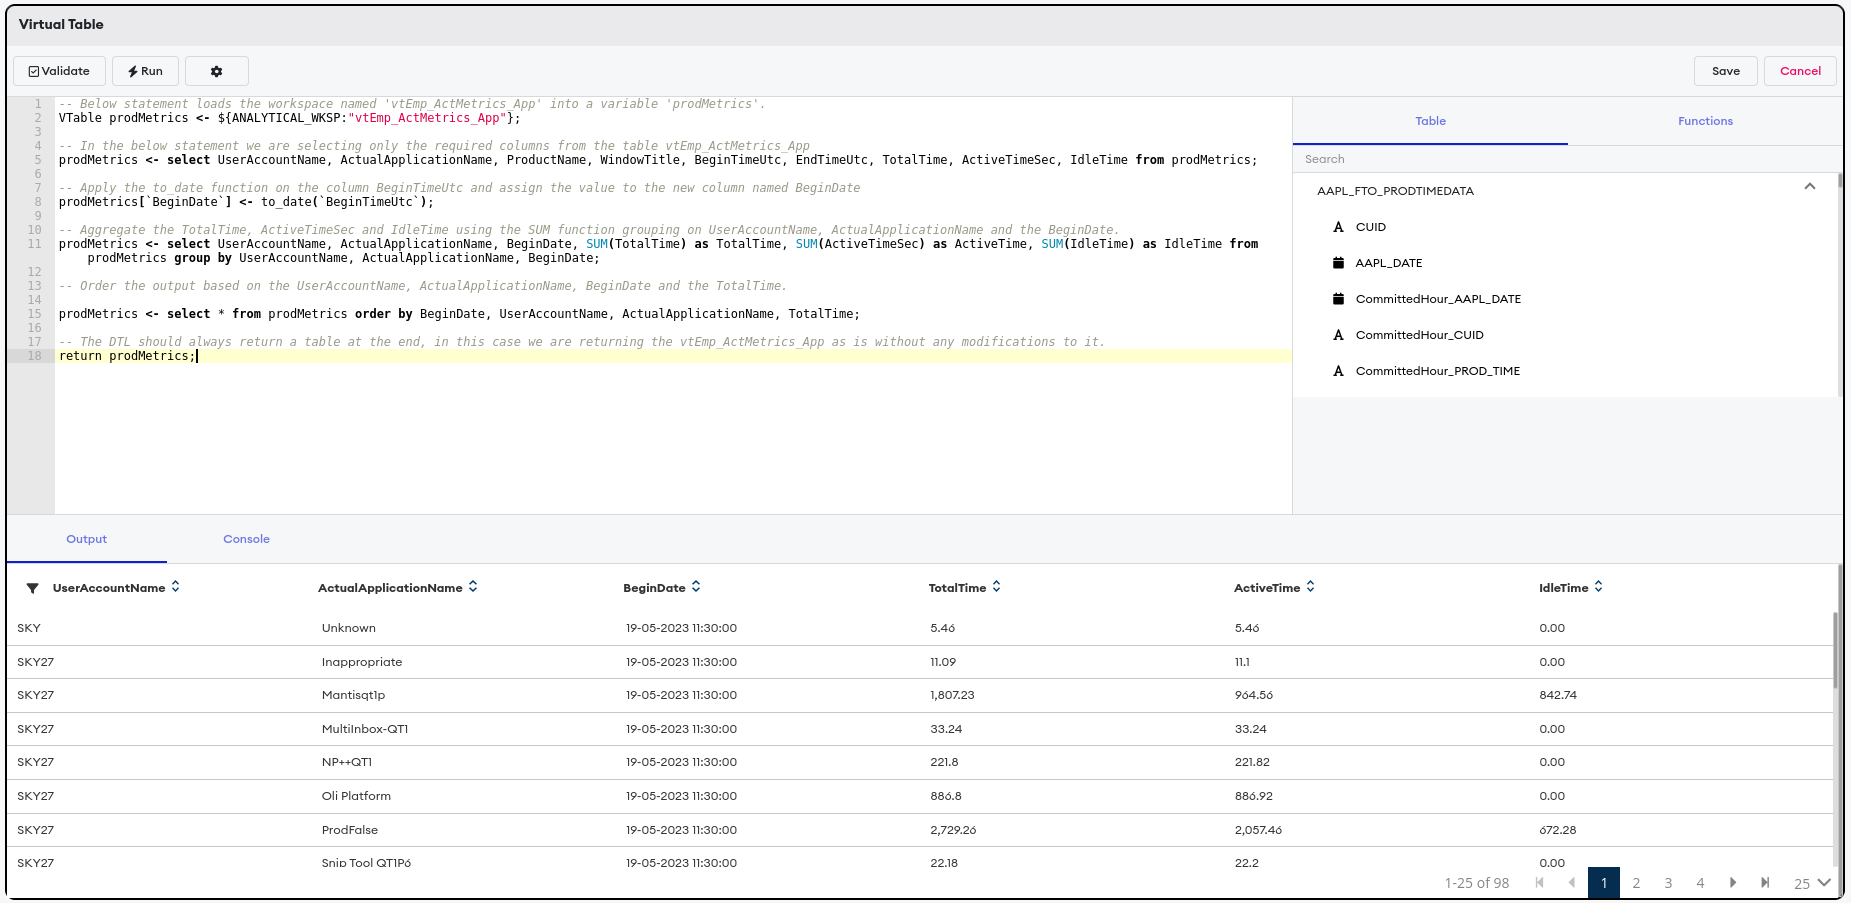 Virtual Table
Validate Run Save Cancel
1 -- Below statement loads the workspace named 'vtEmp_ActMetrics_App' into a variable 'prodMetrics'.
2 VTable prodMetrics <- ${ANALYTICAL_WKSP:"vtEmp_ActMetrics_App"};
3
4 -- In the below statement we are selecting only the required columns from the table vtEmp_ActMetrics_App
5 prodMetrics <- select UserAccountName, ActualApplicationName, ProductName, WindowTitle, BeginTimeUtc, EndTimeUtc, TotalTime, ActiveTimeSec, IdleTime from prodMetrics;
6
7 -- Apply the to_date function on the column BeginTimeUtc and assign the value to the new column named BeginDate
8 prodMetrics[`BeginDate`] <- to_date(`BeginTimeUtc`);
9
10 -- Aggregate the TotalTime, ActiveTimeSec and IdleTime using the SUM function grouping on UserAccountName, ActualApplicationName and the BeginDate.
11 prodMetrics <- select UserAccountName, ActualApplicationName, BeginDate, SUM(TotalTime) as TotalTime, SUM(ActiveTimeSec) as ActiveTime, SUM(IdleTime) as IdleTime from
prodMetrics group by UserAccountName, ActualApplicationName, BeginDate;
12
13 -- Order the output based on the UserAccountName, ActualApplicationName, BeginDate and the TotalTime.
14
15 prodMetrics <- select * from prodMetrics order by BeginDate, UserAccountName, ActualApplicationName, TotalTime;
16
17 -- The DTL should always return a table at the end, in this case we are returning the vtEmp_ActMetrics_App as is without any modifications to it.
18 return prodMetrics;
Table Functions
Search
AAPL_FTO_PRODTIMEDATA
A CUID
AAPL_DATE
CommittedHour_AAPL_DATE
A CommittedHour_CUID
A CommittedHour_PROD_TIME
Output Console
UserAccountName ActualApplicationName BeginDate TotalTime ActiveTime IdleTime
SKY Unknown 19-05-2023 11:30:00 5.46 5.46 0.00
SKY27 Inappropriate 19-05-2023 11:30:00 11.09 11.1 0.00
SKY27 Mantisqt1p 19-05-2023 11:30:00 1,807.23 964.56 842.74
SKY27 MultiInbox-QT1 19-05-2023 11:30:00 33.24 33.24 0.00
SKY27 NP++QT1 19-05-2023 11:30:00 221.8 221.82 0.00
SKY27 Oli Platform 19-05-2023 11:30:00 886.8 886.92 0.00
SKY27 ProdFalse 19-05-2023 11:30:00 2,729.26 2,057.46 672.28
SKY27 Snip Tool QT1P6 19-05-2023 11:30:00 22.18 22.2 0.00
1-25 of 98 1 2 3 4 25